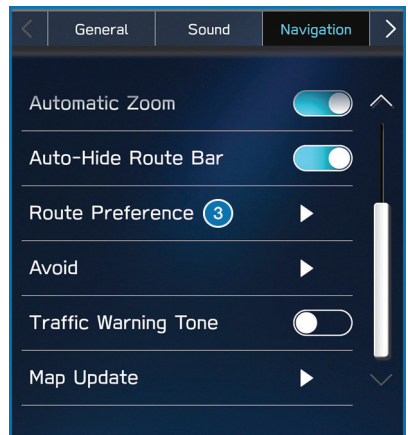 General Sound Navigation
Automatic Zoom
Auto-Hide Route Bar
Route Preference 3
Avoid
Traffic Warning Tone
Map Update